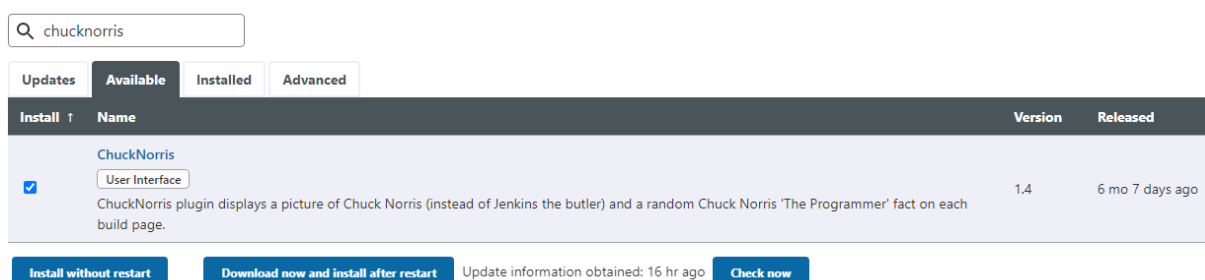 chucknorris
Updates Available Installed Advanced
Install ↑ Name Version Released
ChuckNorris
User Interface
ChuckNorris plugin displays a picture of Chuck Norris (instead of Jenkins the butler) and a random Chuck Norris 'The Programmer' fact on each
build page.
1.4 6 mo 7 days ago
Install without restart Download now and install after restart Update information obtained: 16 hr ago Check now